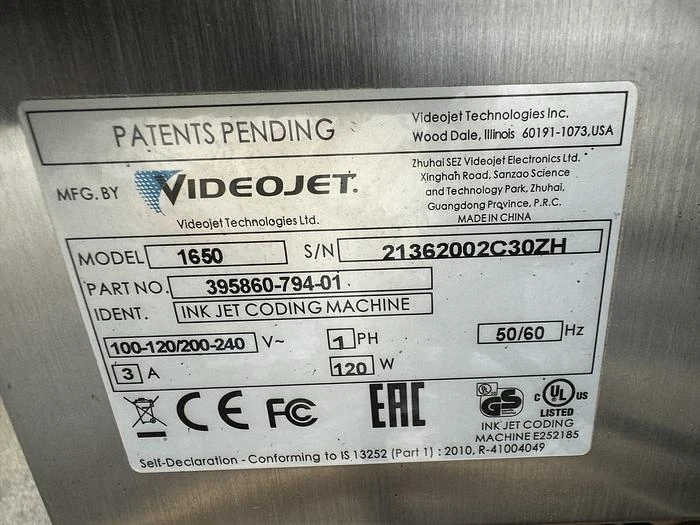 PATENTS PENDING
Videojet Technologies Inc.
Wood Dale, Illinois 60191-1073, USA
MFG. BY
VIDEOJET.
Videojet Technologies Ltd.
Zhuhai SEZ Videojet Electronics Ltd.
Xinghan Road, Sanzao Science
and Technology Park, Zhuhai,
Guangdong Province, P.R.C.
MADE IN CHINA
MODEL 1650 S/N 21362002C30ZH
PART NO. 395860-794-01
IDENT. INK JET CODING MACHINE
100-120/200-240 V~ 1 PH 50/60 Hz
3 A 120 W
CE FC EAC
UL GS
c UL US
LISTED
INK JET CODING
MACHINE E252185
Self-Declaration - Conforming to IS 13252 (Part 1) : 2010, R-41004049